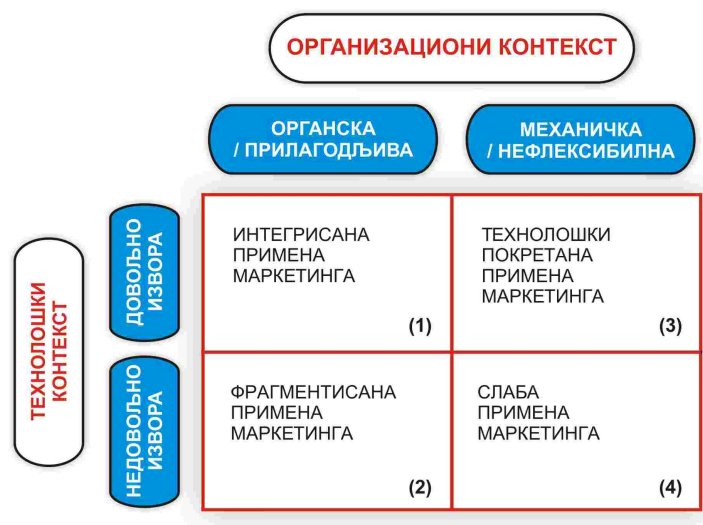 ОРГАНИЗАЦИОНИ КОНТЕКСТ
ОРГАНСКА
/ ПРИЛАГОДЉИВА
МЕХАНИЧКА
/ НЕФЛЕКСИБИЛНА
ТЕХНОЛОШКИ
КОНТЕКСТ
ДОВОЉНО
ИЗВОРА
ИНТЕГРИСАНА
ПРИМЕНА
МАРКЕТИНГА
(1)
ТЕХНОЛОШКИ
ПОКРЕТАНА
ПРИМЕНА
МАРКЕТИНГА
(3)
НЕДОВОЉНО
ИЗВОРА
ФРАГМЕНТИСАНА
ПРИМЕНА
МАРКЕТИНГА
(2)
СЛАБА
ПРИМЕНА
МАРКЕТИНГА
(4)